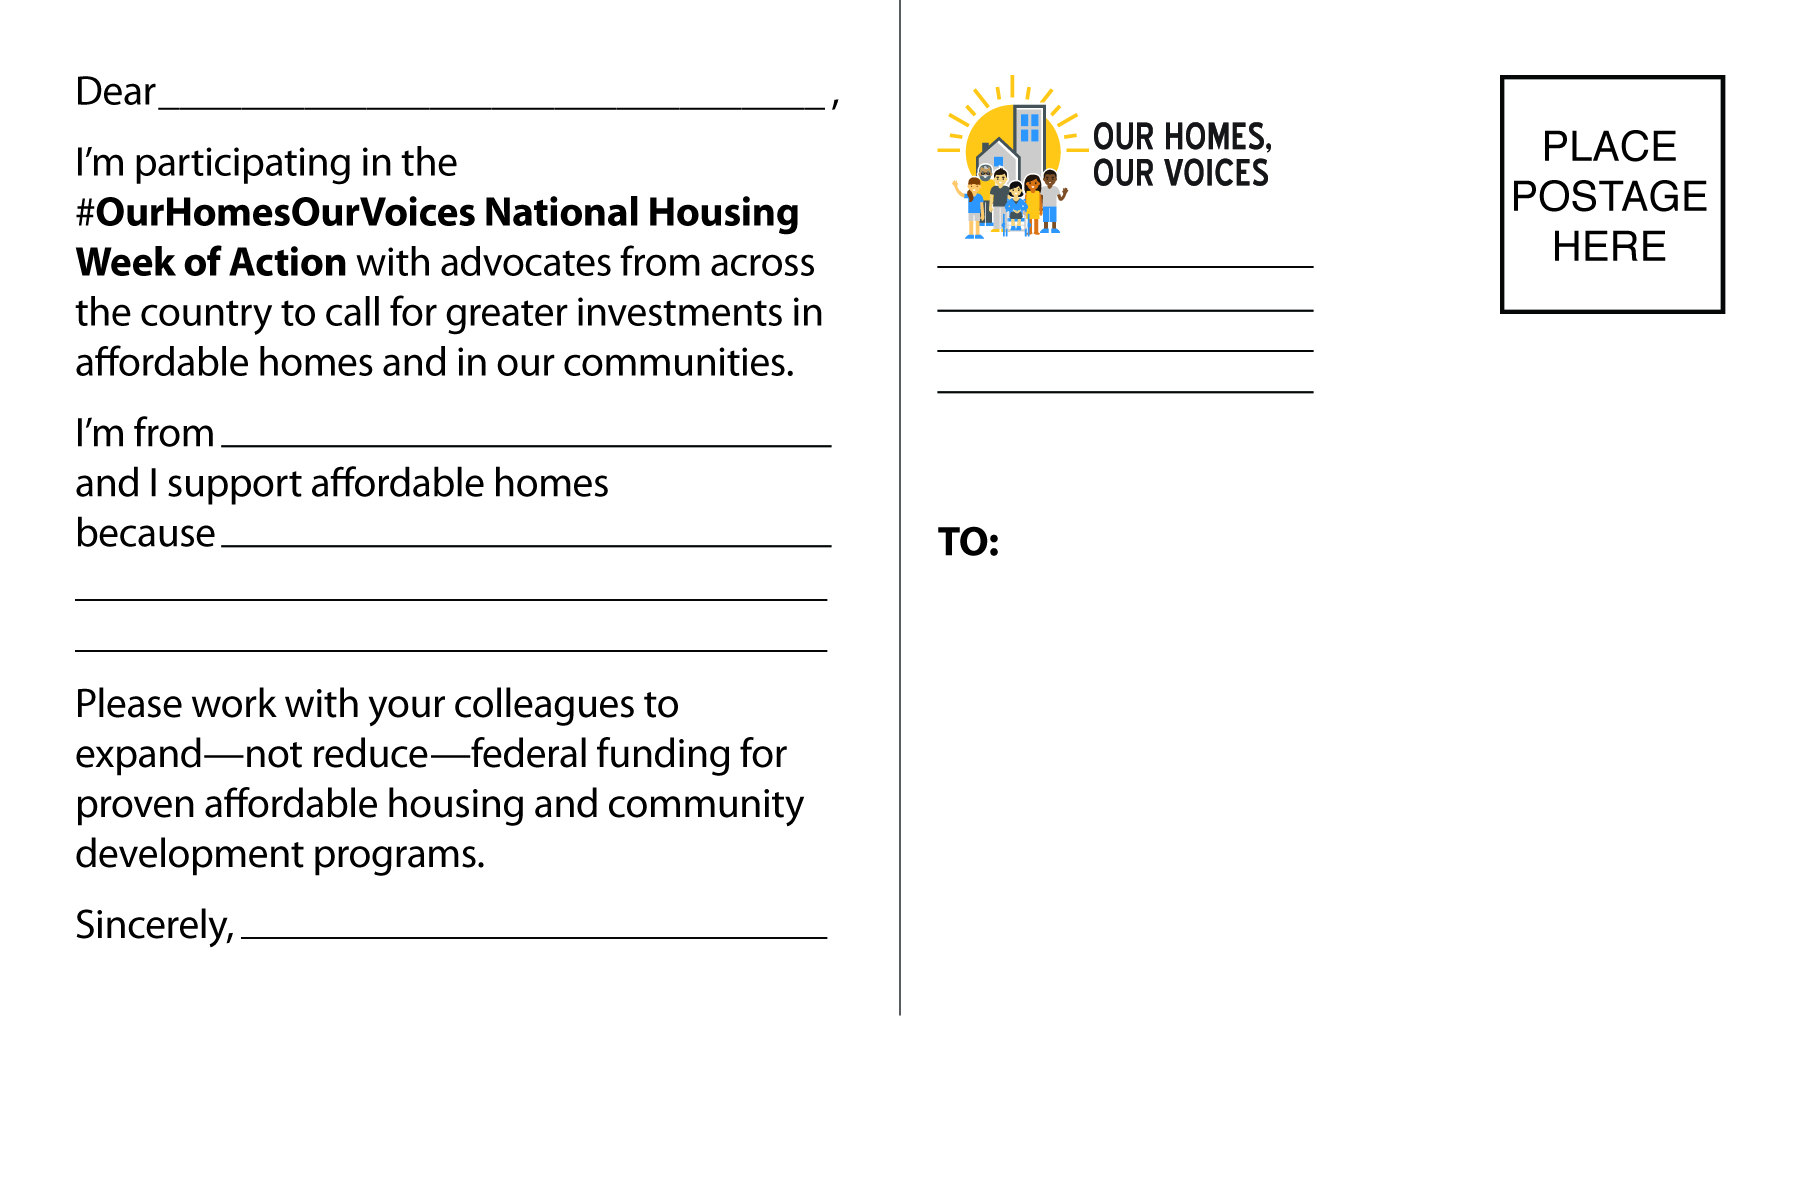 Dear ,
I'm participating in the
#OurHomesOurVoices National Housing
Week of Action with advocates from across
the country to call for greater investments in
affordable homes and in our communities.
I'm from
and I support affordable homes
because
Please work with your colleagues to
expand—not reduce—federal funding for
proven affordable housing and community
development programs.
Sincerely,
OUR HOMES,
OUR VOICES
PLACE
POSTAGE
HERE
TO: